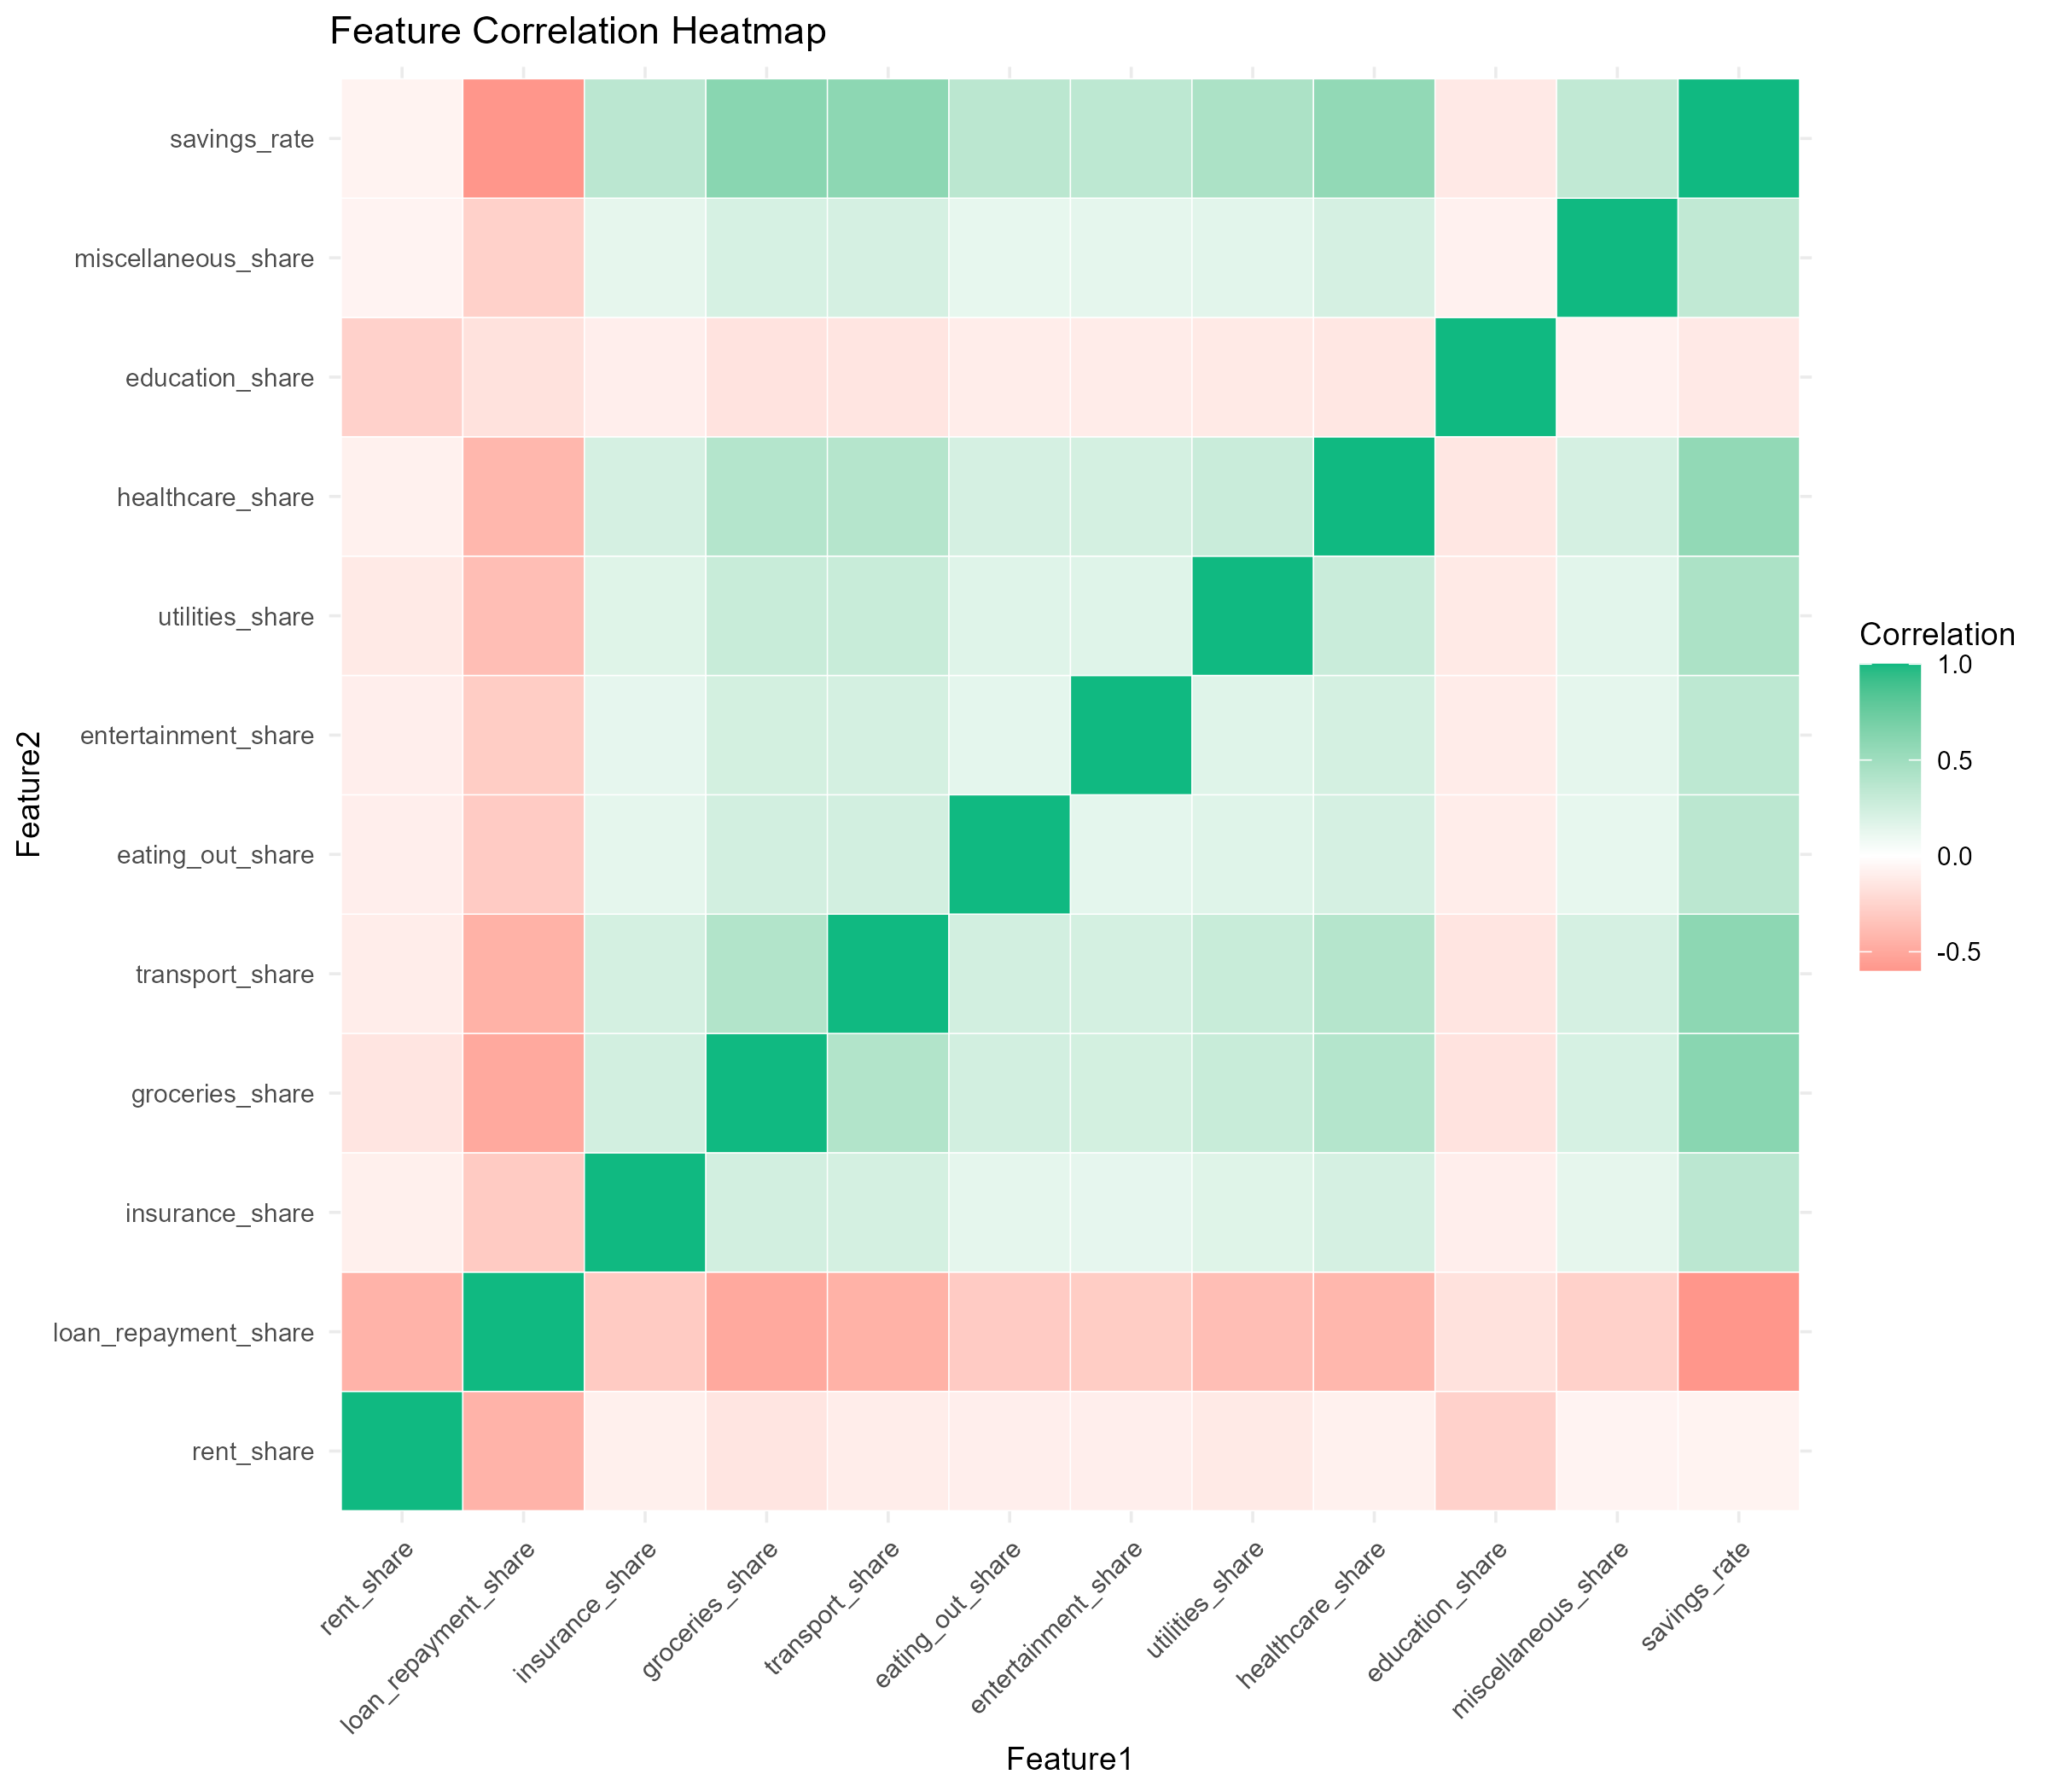 Feature Correlation Heatmap
Feature2
savings_rate
miscellaneous_share
education_share
healthcare_share
utilities_share
entertainment_share
eating_out_share
transport_share
groceries_share
insurance_share
loan_repayment_share
rent_share
rent_share
loan_repayment_share
insurance_share
groceries_share
transport_share
eating_out_share
entertainment_share
utilities_share
healthcare_share
education_share
miscellaneous_share
savings_rate
Feature1
Correlation
1.0
0.5
0.0
-0.5